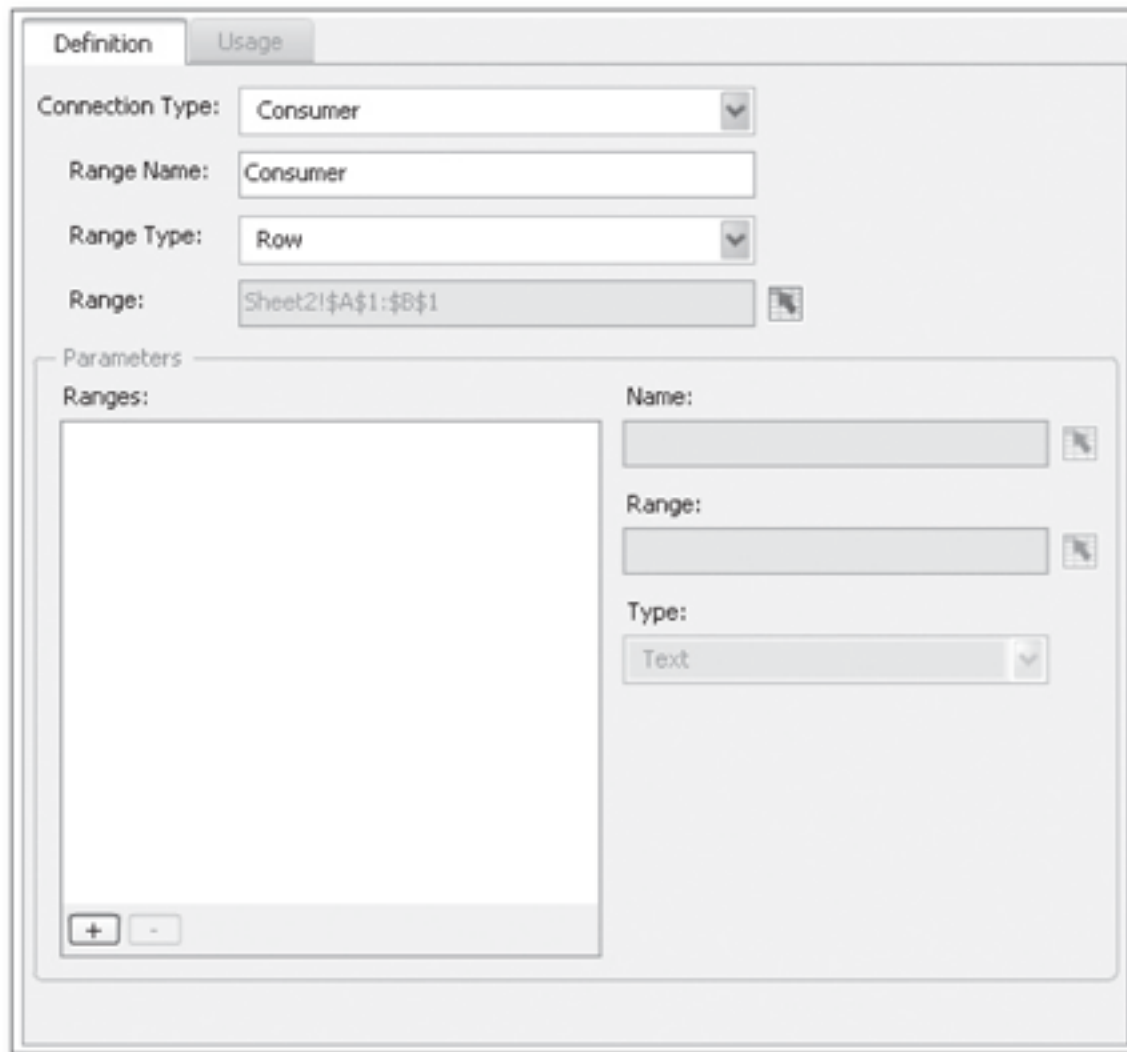 Definition Usage
Connection Type: Consumer
Range Name: Consumer
Range Type: Row
Range: Sheet2!$A$1:$B$1
Parameters
Ranges:
Name:
Range:
Type:
Text
+ -